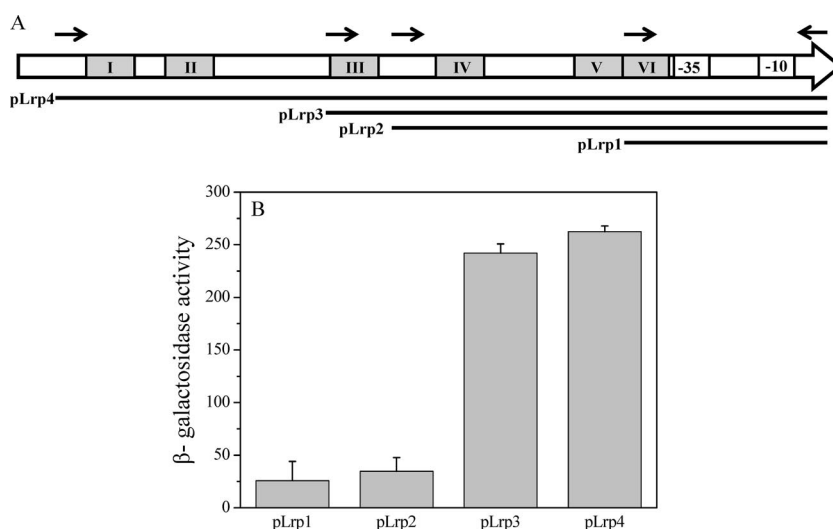 A
I II III IV V VI -35 -10
pLrp4
pLrp3
pLrp2
pLrp1
B
300
250
200
150
100
50
0
β- galactosidase activity
pLrp1 pLrp2 pLrp3 pLrp4